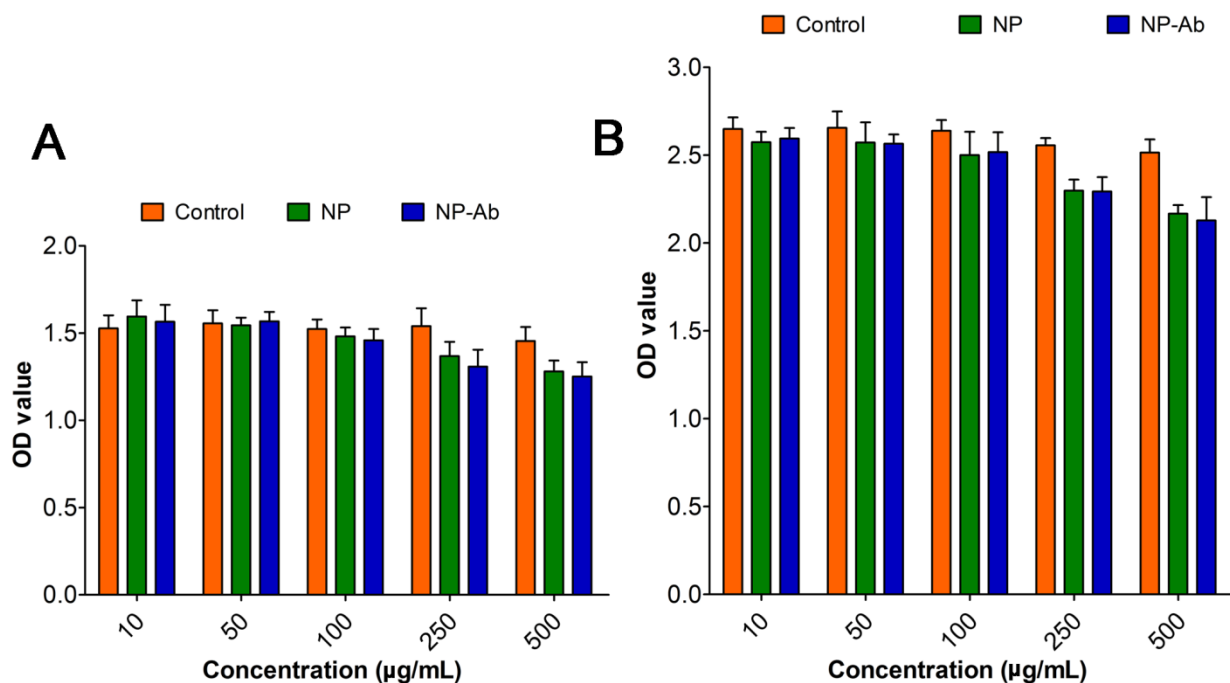 A
Control NP NP-Ab
2.0
1.5
1.0
0.5
0.0
OD value
10 50 100 250 500
Concentration (µg/mL)
B
Control NP NP-Ab
3.0
2.5
2.0
1.5
1.0
0.5
0.0
OD value
10 50 100 250 500
Concentration (µg/mL)